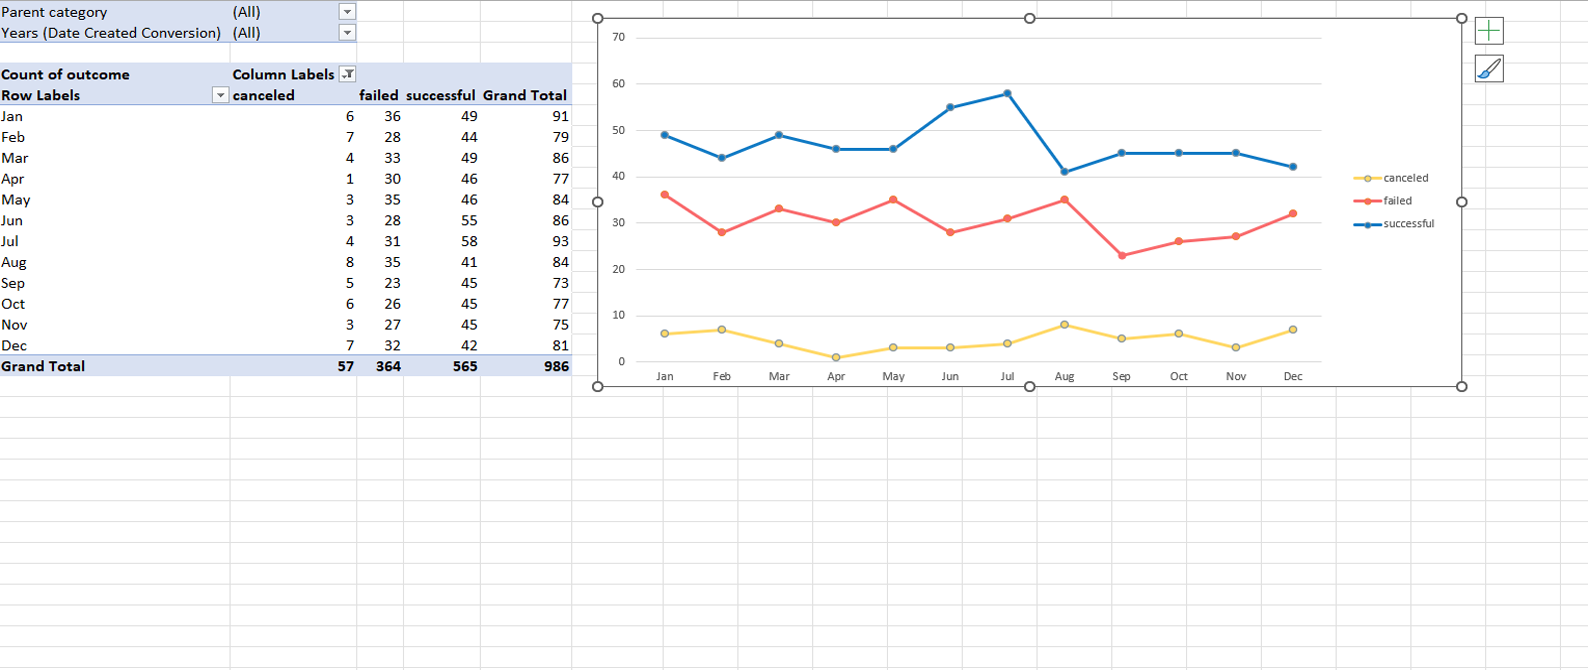 Parent category (All)
Years (Date Created Conversion) (All)
Count of outcome Column Labels
Row Labels canceled failed successful Grand Total
Jan 6 36 49 91
Feb 7 28 44 79
Mar 4 33 49 86
Apr 1 30 46 77
May 3 35 46 84
Jun 3 28 55 86
Jul 4 31 58 93
Aug 8 35 41 84
Sep 5 23 45 73
Oct 6 26 45 77
Nov 3 27 45 75
Dec 7 32 42 81
Grand Total 57 364 565 986
70
60
50
40
30
20
10
0
Jan Feb Mar Apr May Jun Jul Aug Sep Oct Nov Dec
canceled
failed
successful